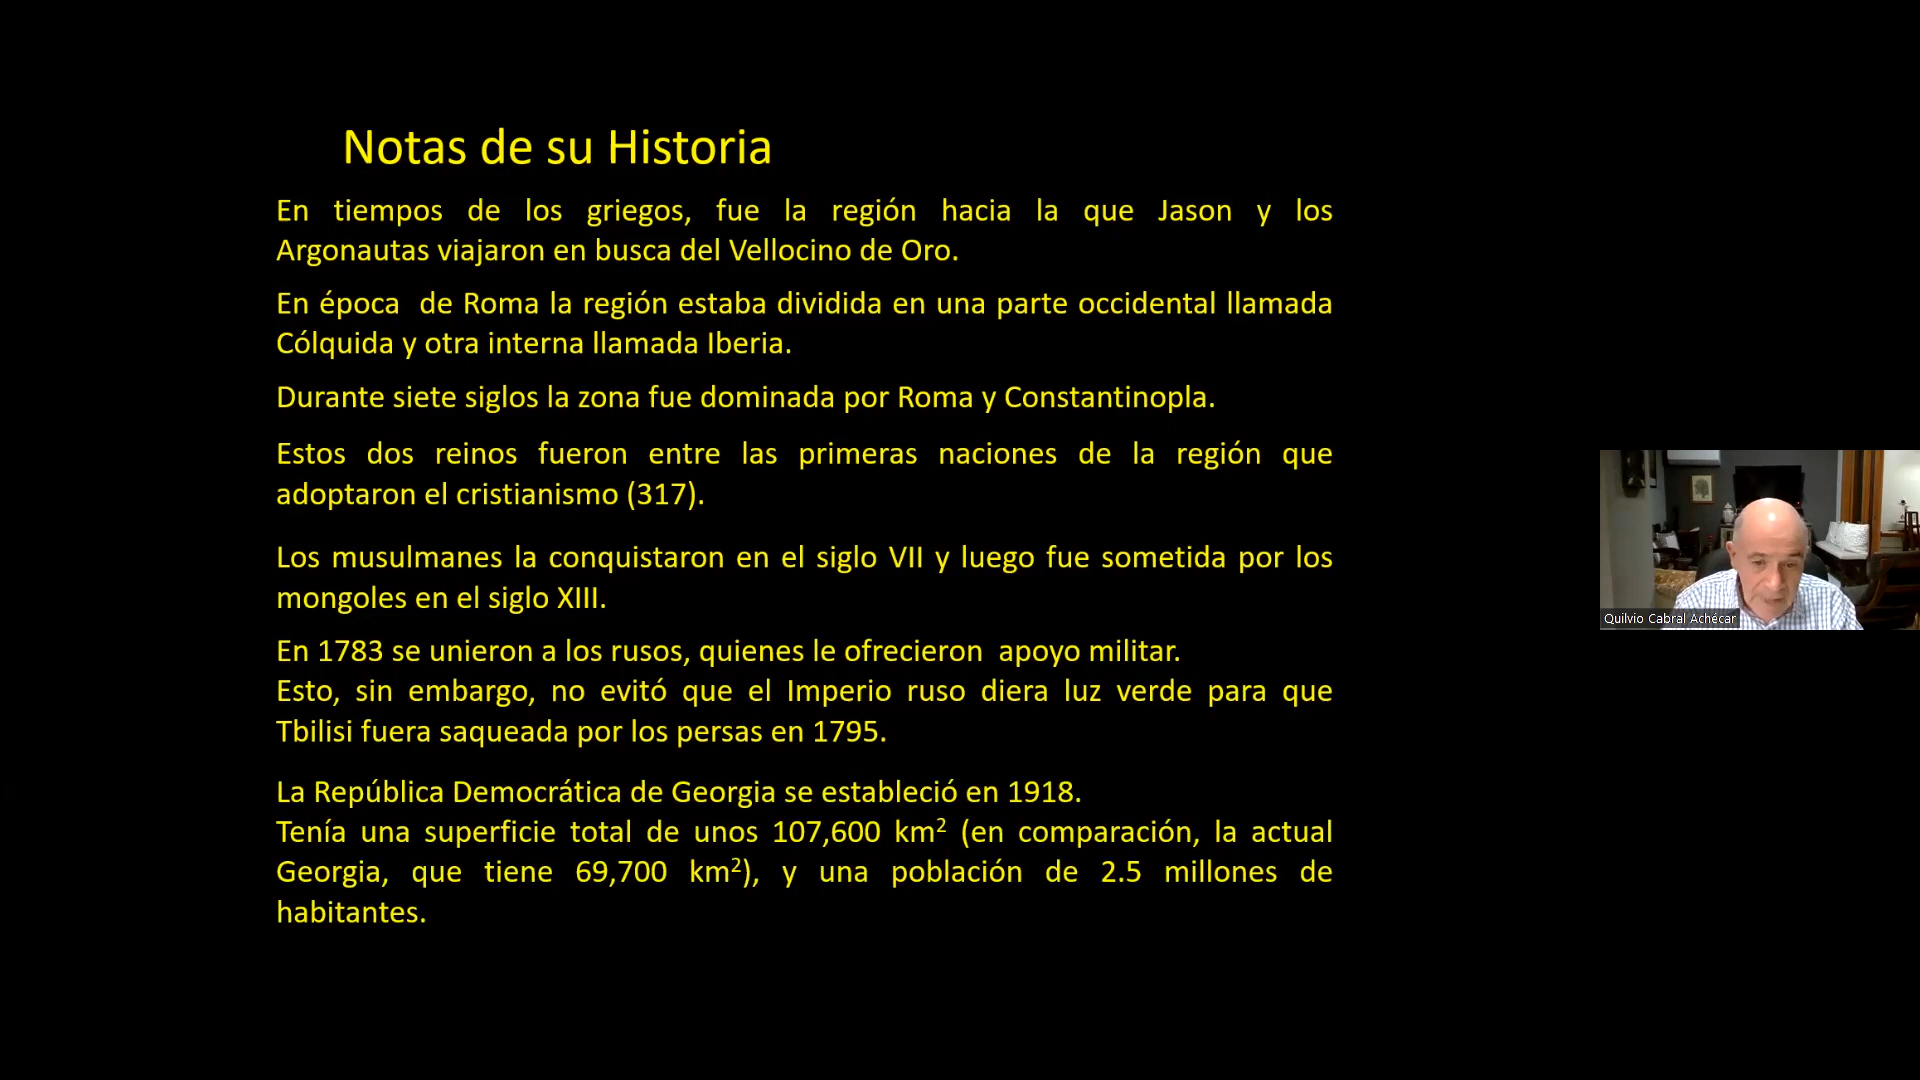 Notas de su Historia
En tiempos de los griegos, fue la región hacia la que Jason y los
Argonautas viajaron en busca del Vellocino de Oro.
En época  de Roma la región estaba dividida en una parte occidental llamada
Cólquida y otra interna llamada Iberia.
Durante siete siglos la zona fue dominada por Roma y Constantinopla.
Estos dos reinos fueron entre las primeras naciones de la región que
adoptaron el cristianismo (317).
Los musulmanes la conquistaron en el siglo VII y luego fue sometida por los
mongoles en el siglo XIII.
En 1783 se unieron a los rusos, quienes le ofrecieron  apoyo militar.
Esto, sin embargo, no evitó que el Imperio ruso diera luz verde para que
Tbilisi fuera saqueada por los persas en 1795.
La República Democrática de Georgia se estableció en 1918.
Tenía una superficie total de unos 107,600 km² (en comparación, la actual
Georgia, que tiene 69,700 km²), y una población de 2.5 millones de
habitantes.
Quilvio Cabral Achécar